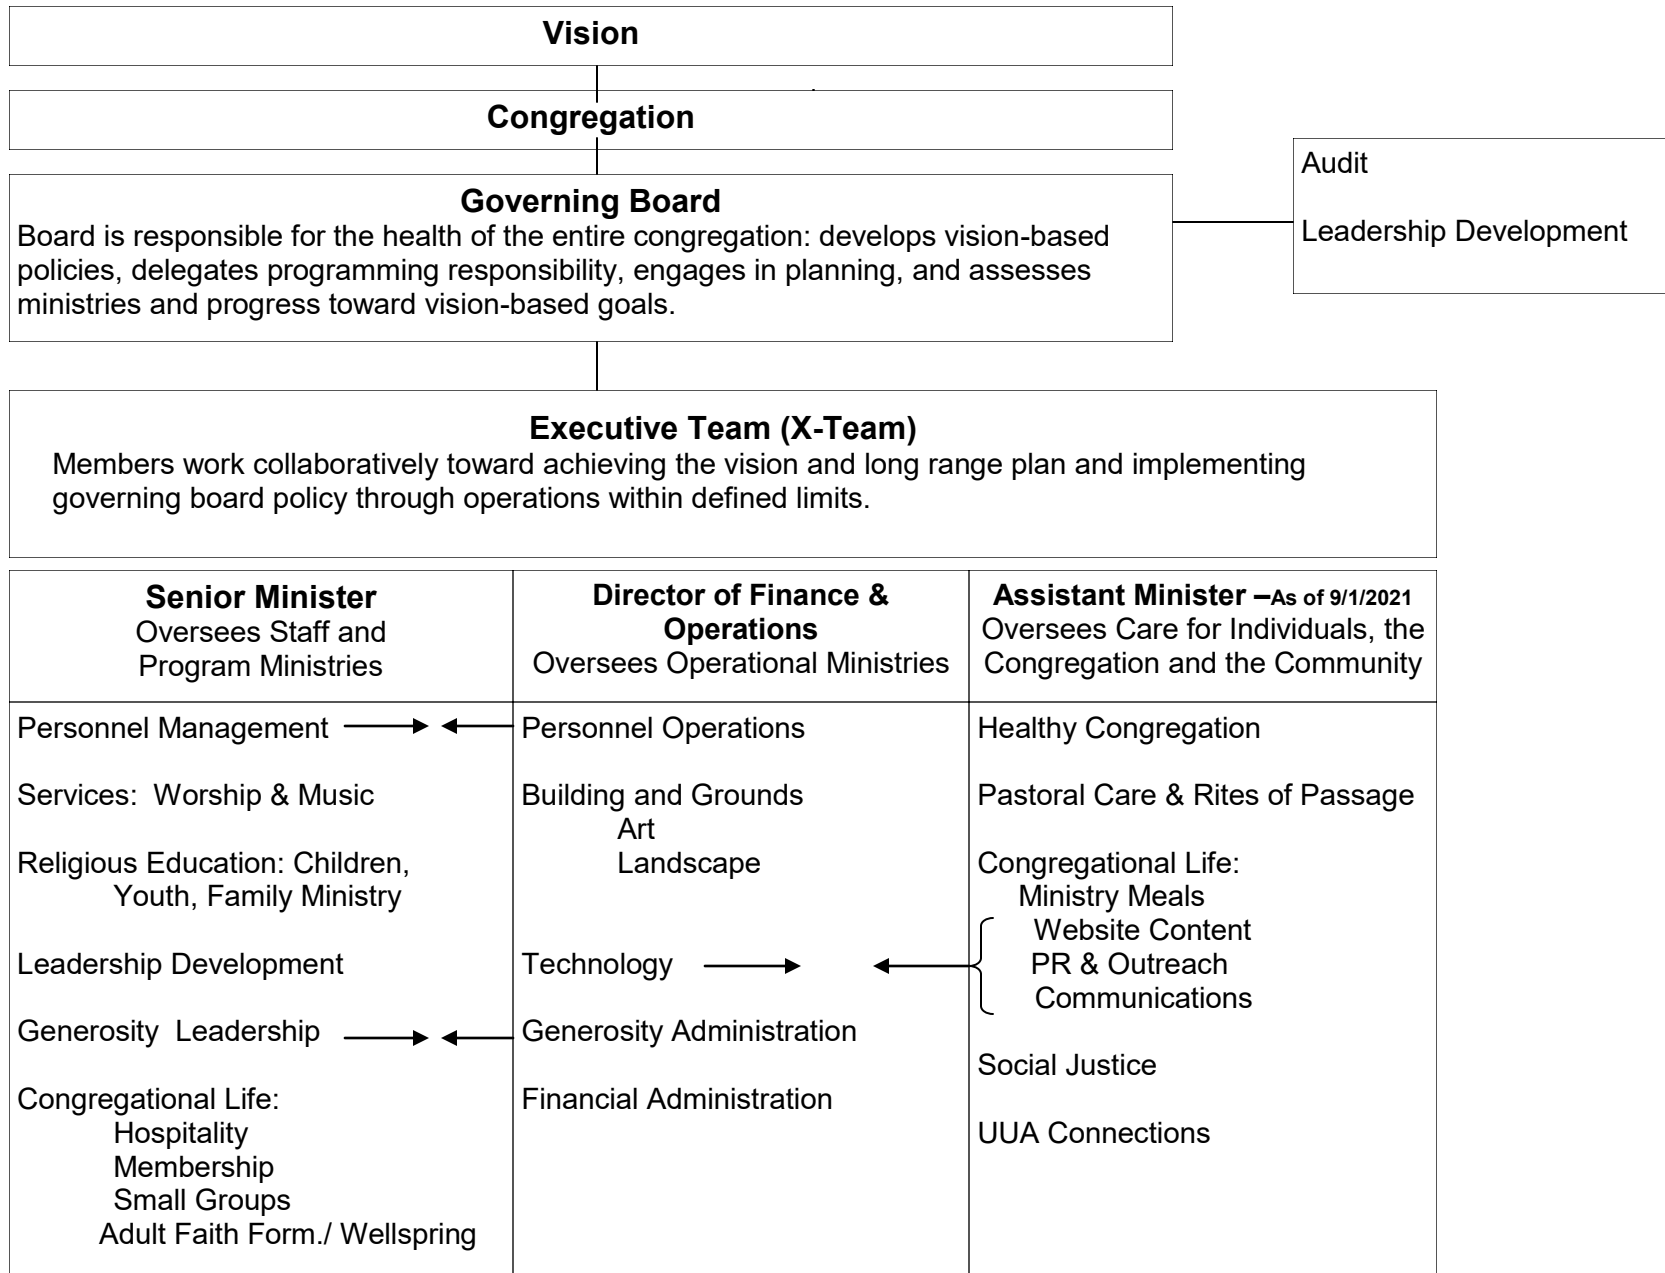 Vision
Congregation
Governing Board
Board is responsible for the health of the entire congregation: develops vision-based
policies, delegates programming responsibility, engages in planning, and assesses
ministries and progress toward vision-based goals.
Audit
Leadership Development
Executive Team (X-Team)
Members work collaboratively toward achieving the vision and long range plan and implementing
governing board policy through operations within defined limits.
Senior Minister
Oversees Staff and
Program Ministries
Personnel Management
Services:  Worship & Music
Religious Education: Children,
Youth, Family Ministry
Leadership Development
Generosity  Leadership
Congregational Life:
Hospitality
Membership
Small Groups
Adult Faith Form./ Wellspring
Director of Finance &
Operations
Oversees Operational Ministries
Personnel Operations
Building and Grounds
Art
Landscape
Technology
Generosity Administration
Financial Administration
Assistant Minister –As of 9/1/2021
Oversees Care for Individuals, the
Congregation and the Community
Healthy Congregation
Pastoral Care & Rites of Passage
Congregational Life:
Ministry Meals
Website Content
PR & Outreach
Communications
Social Justice
UUA Connections